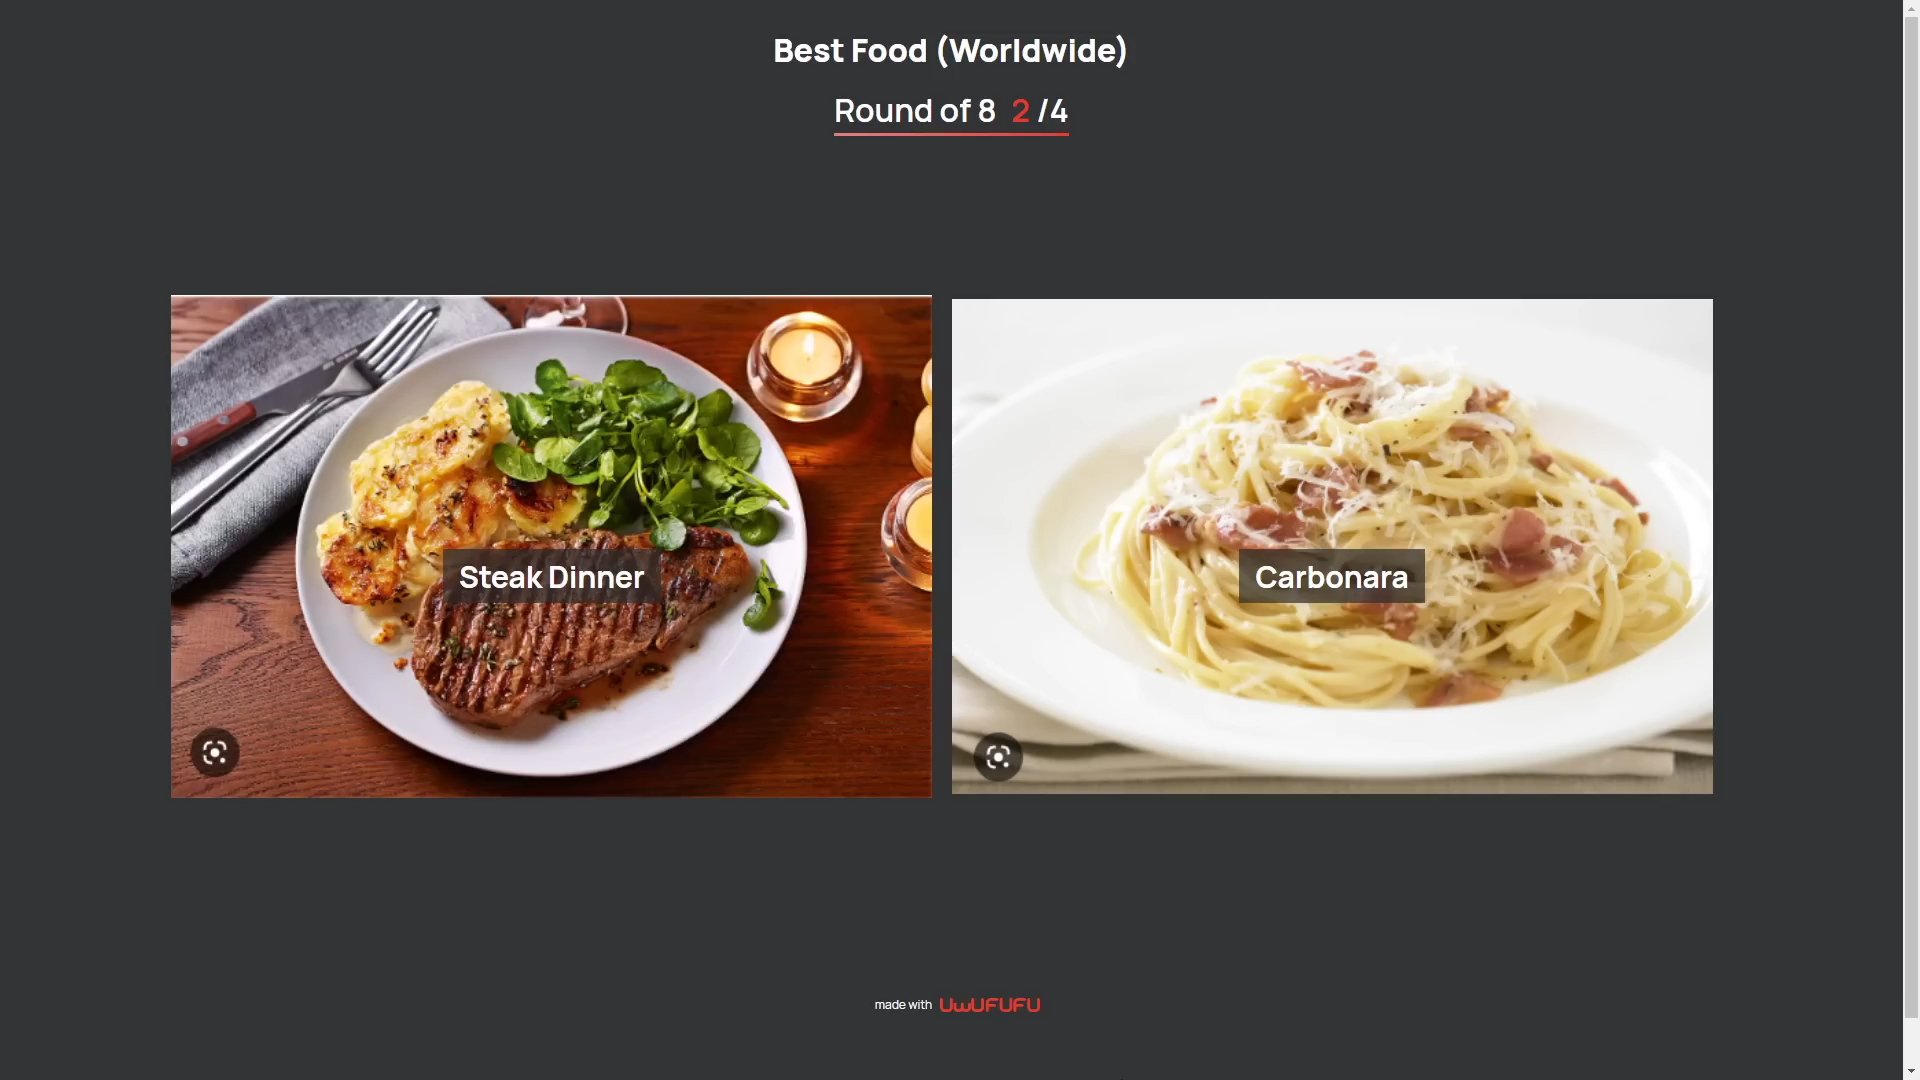 Best Food (Worldwide)
Round of 8 2 /4
Steak Dinner
Carbonara
made with UwUFUFU